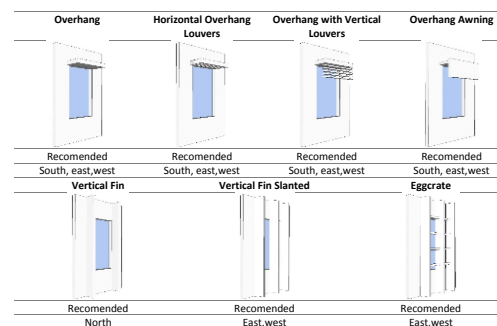 Overhang Horizontal Overhang Overhang with Vertical Overhang Awning
Louvers Louvers
Recomended Recomended Recomended Recomended
South, east,west South, east,west South, east,west South, east,west
Vertical Fin Vertical Fin Slanted Eggcrate
Recomended Recomended Recomended
North East.west East.west